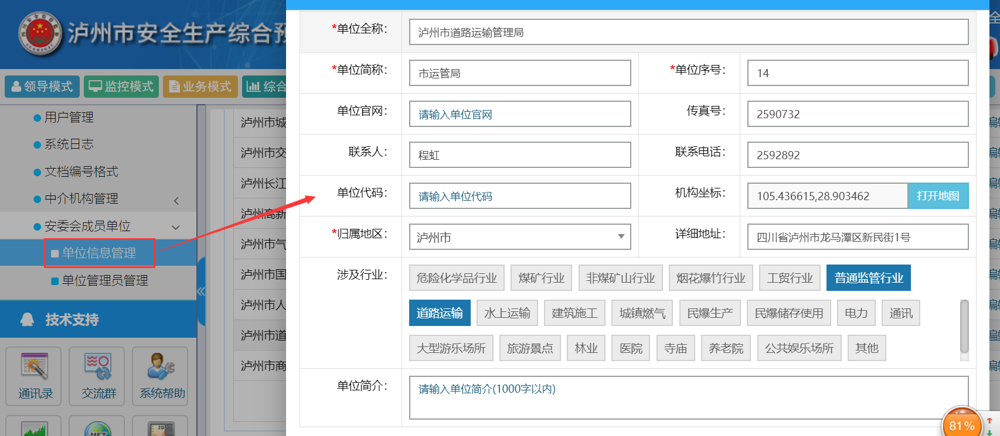 泸州市安全生产综合预
领导模式 监控模式 业务模式 综合
用户管理
系统日志
文档编号格式
中介机构管理
安委会成员单位
单位信息管理
单位管理员管理
技术支持
通讯录 交流群 系统帮助
泸州市城
泸州市交
泸州长江
泸州高新
泸州市气
泸州市国
泸州市人
泸州市道
泸州市商
*单位全称: 泸州市道路运输管理局
*单位简称: 市运管局 *单位序号: 14
单位官网: 请输入单位官网 传真号: 2590732
联系人: 程虹 联系电话: 2592892
单位代码: 请输入单位代码 机构坐标: 105.436615,28.903462 打开地图
*归属地区: 泸州市 详细地址: 四川省泸州市龙马潭区新民街1号
涉及行业: 危险化学品行业 煤矿行业 非煤矿山行业 烟花爆竹行业 工贸行业 普通监管行业
道路运输 水上运输 建筑施工 城镇燃气 民爆生产 民爆储存使用 电力 通讯
大型游乐场所 旅游景点 林业 医院 寺庙 养老院 公共娱乐场所 其他
单位简介: 请输入单位简介(1000字以内)
81%